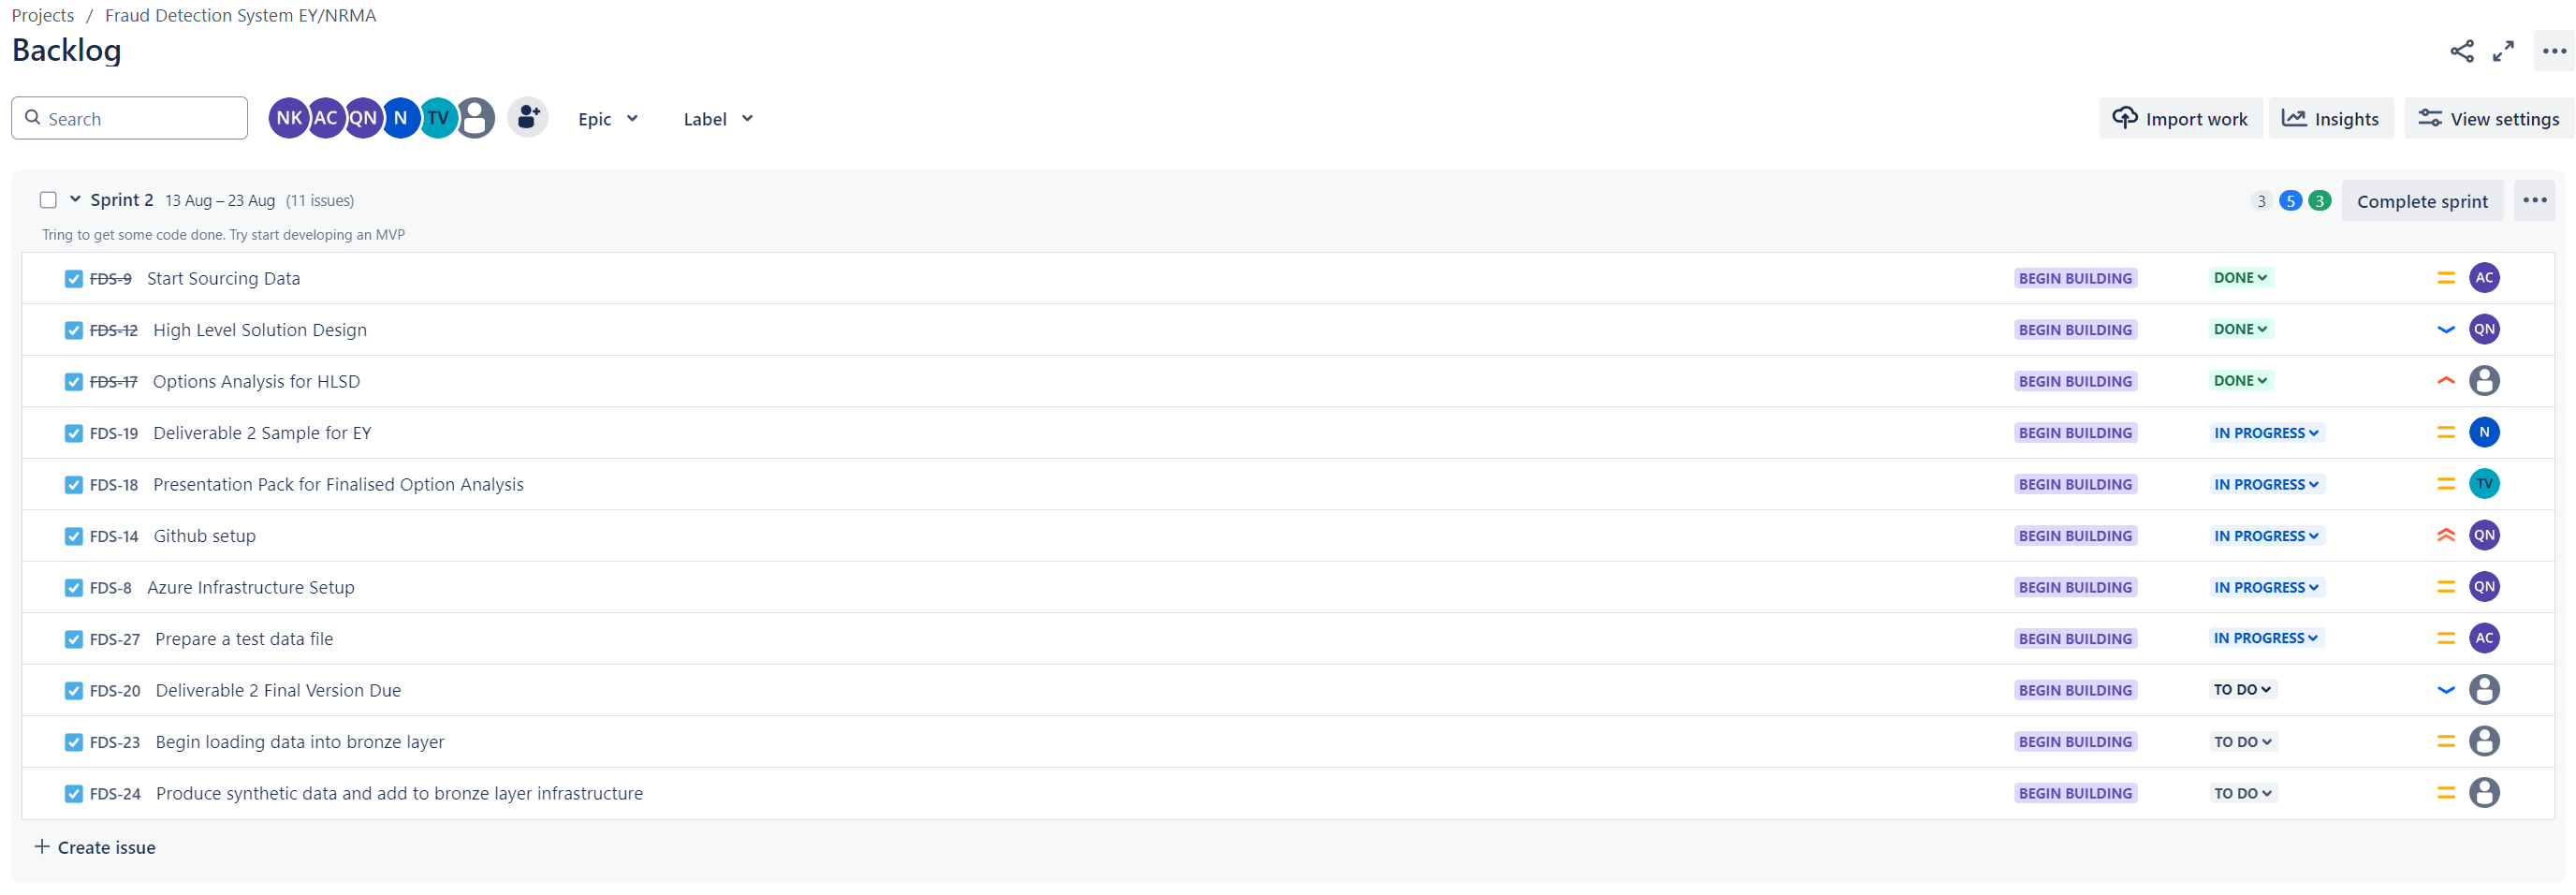 Projects / Fraud Detection System EY/NRMA
Backlog
Search NK AC QN N TV Epic Label Import work Insights View settings
Sprint 2 13 Aug – 23 Aug (11 issues) 3 5 3 Complete sprint
Tring to get some code done. Try start developing an MVP
FDS-9 Start Sourcing Data BEGIN BUILDING DONE AC
FDS-12 High Level Solution Design BEGIN BUILDING DONE QN
FDS-17 Options Analysis for HLSD BEGIN BUILDING DONE
FDS-19 Deliverable 2 Sample for EY BEGIN BUILDING IN PROGRESS N
FDS-18 Presentation Pack for Finalised Option Analysis BEGIN BUILDING IN PROGRESS TV
FDS-14 Github setup BEGIN BUILDING IN PROGRESS QN
FDS-8 Azure Infrastructure Setup BEGIN BUILDING IN PROGRESS QN
FDS-27 Prepare a test data file BEGIN BUILDING IN PROGRESS AC
FDS-20 Deliverable 2 Final Version Due BEGIN BUILDING TO DO
FDS-23 Begin loading data into bronze layer BEGIN BUILDING TO DO
FDS-24 Produce synthetic data and add to bronze layer infrastructure BEGIN BUILDING TO DO
+ Create issue